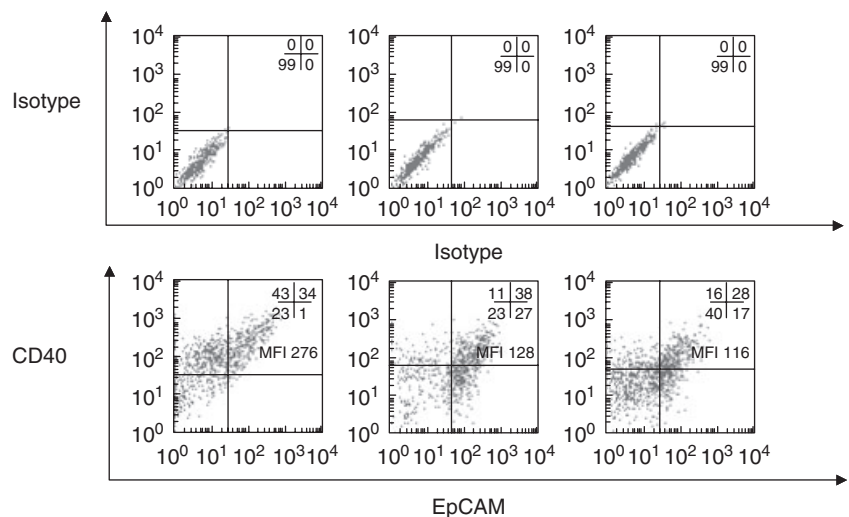 10⁴ 10⁴ 10⁴
0 0 0 0 0 0
99 0 99 0 99 0
10³ 10³ 10³
Isotype
10² 10² 10²
10¹ 10¹ 10¹
10⁰ 10⁰ 10⁰
10⁰ 10¹ 10² 10³ 10⁴ 10⁰ 10¹ 10² 10³ 10⁴ 10⁰ 10¹ 10² 10³ 10⁴
Isotype
10⁴ 10⁴ 10⁴
43 34 11 38 16 28
23 1 23 27 40 17
10³ 10³ 10³
CD40
MFI 276 MFI 128 MFI 116
10² 10² 10²
10¹ 10¹ 10¹
10⁰ 10⁰ 10⁰
10⁰ 10¹ 10² 10³ 10⁴ 10⁰ 10¹ 10² 10³ 10⁴ 10⁰ 10¹ 10² 10³ 10⁴
EpCAM